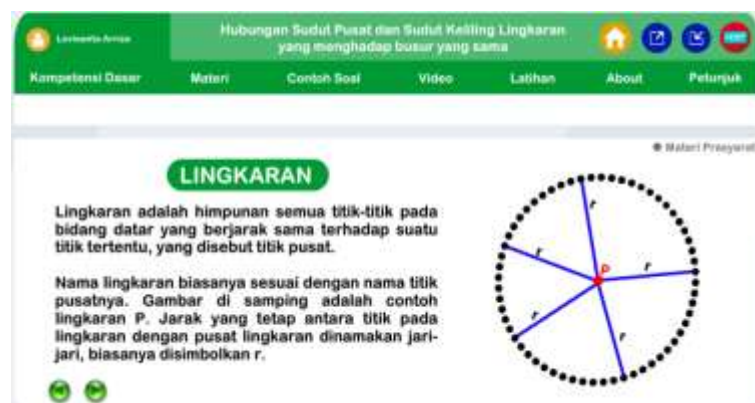 Hubungan Sudut Pusat dan Sudut Keliling Lingkaran
yang menghadap busur yang sama
Kompetensi Dasar Materi Contoh Soal Video Latihan About Petunjuk
Materi Prasyarat
LINGKARAN
Lingkaran adalah himpunan semua titik-titik pada
bidang datar yang berjarak sama terhadap suatu
titik tertentu, yang disebut titik pusat.
Nama lingkaran biasanya sesuai dengan nama titik
pusatnya. Gambar di samping adalah contoh
lingkaran P. Jarak yang tetap antara titik pada
lingkaran dengan pusat lingkaran dinamakan jari-
jari, biasanya disimbolkan r.
r
r
r
P
r
r